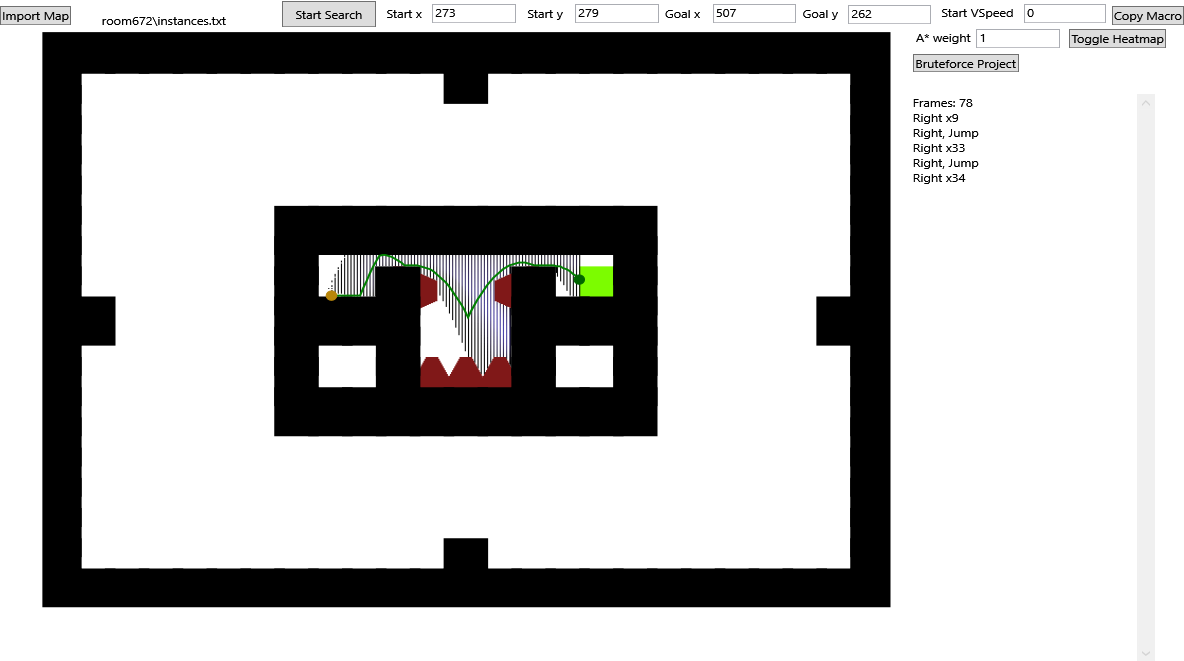 Import Map
room672\instances.txt
Start Search
Start x 273
Start y 279
Goal x 507
Goal y 262
Start VSpeed 0
Copy Macro
A* weight 1
Toggle Heatmap
Bruteforce Project
Frames: 78
Right x9
Right, Jump
Right x33
Right, Jump
Right x34